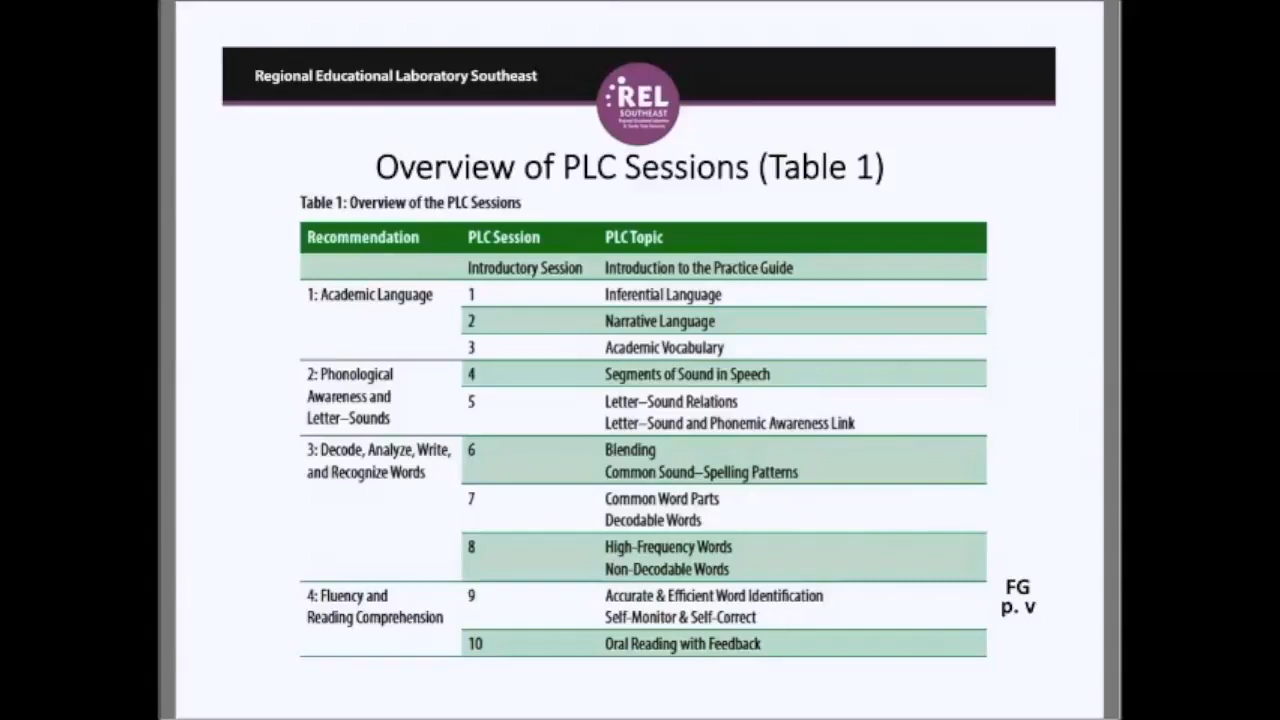 Regional Educational Laboratory Southeast
REL
SOUTHEAST
Overview of PLC Sessions (Table 1)
Table 1: Overview of the PLC Sessions
Recommendation PLC Session PLC Topic
Introductory Session Introduction to the Practice Guide
1: Academic Language 1 Inferential Language
2 Narrative Language
3 Academic Vocabulary
2: Phonological Awareness and Letter–Sounds 4 Segments of Sound in Speech
5 Letter–Sound Relations
Letter–Sound and Phonemic Awareness Link
3: Decode, Analyze, Write, and Recognize Words 6 Blending
Common Sound–Spelling Patterns
7 Common Word Parts
Decodable Words
8 High-Frequency Words
Non-Decodable Words
4: Fluency and Reading Comprehension 9 Accurate & Efficient Word Identification
Self-Monitor & Self-Correct
10 Oral Reading with Feedback
FG
p. v